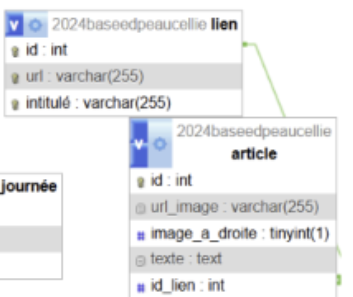 2024baseedpeaucellie lien
id : int
url : varchar(255)
intitulé : varchar(255)
2024baseedpeaucellie
article
id : int
url_image : varchar(255)
image_a_droite : tinyint(1)
texte : text
id_lien : int
journée